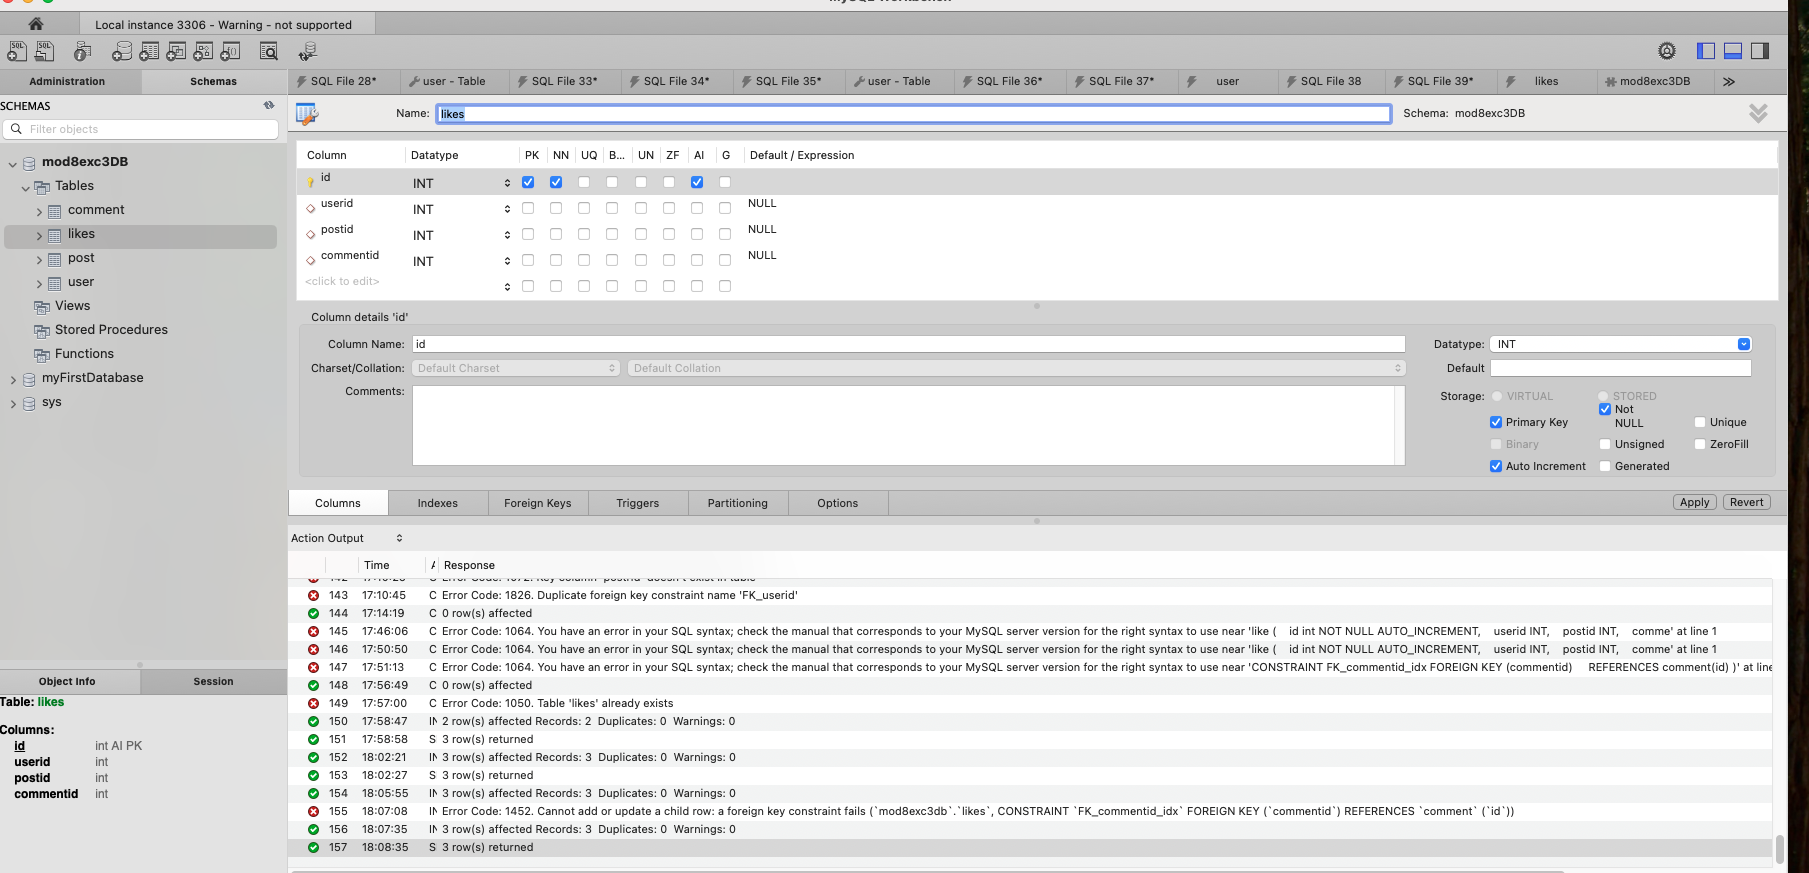 Local instance 3306 - Warning - not supported
Administration
Schemas
SQL File 28*
user - Table
SQL File 33*
SQL File 34*
SQL File 35*
user - Table
SQL File 36*
SQL File 37*
user
SQL File 38
SQL File 39*
likes
mod8exc3DB
SCHEMAS
Filter objects
mod8exc3DB
Tables
comment
likes
post
user
Views
Stored Procedures
Functions
myFirstDatabase
sys
Name: likes
Schema: mod8exc3DB
Column Datatype PK NN UQ B... UN ZF AI G Default / Expression
id INT
userid INT NULL
postid INT NULL
commentid INT NULL
<click to edit>
Column details 'id'
Column Name: id
Datatype: INT
Charset/Collation: Default Charset Default Collation
Default
Comments:
Storage: VIRTUAL STORED
Primary Key Not NULL Unique
Binary Unsigned ZeroFill
Auto Increment Generated
Columns Indexes Foreign Keys Triggers Partitioning Options
Apply Revert
Action Output
Time A Response
143 17:10:45 C Error Code: 1826. Duplicate foreign key constraint name 'FK_userid'
144 17:14:19 C 0 row(s) affected
145 17:46:06 C Error Code: 1064. You have an error in your SQL syntax; check the manual that corresponds to your MySQL server version for the right syntax to use near 'like ( id int NOT NULL AUTO_INCREMENT, userid INT, postid INT, comme' at line 1
146 17:50:50 C Error Code: 1064. You have an error in your SQL syntax; check the manual that corresponds to your MySQL server version for the right syntax to use near 'like ( id int NOT NULL AUTO_INCREMENT, userid INT, postid INT, comme' at line 1
147 17:51:13 C Error Code: 1064. You have an error in your SQL syntax; check the manual that corresponds to your MySQL server version for the right syntax to use near 'CONSTRAINT FK_commentid_idx FOREIGN KEY (commentid) REFERENCES comment(id) )' at line
148 17:56:49 C 0 row(s) affected
149 17:57:00 C Error Code: 1050. Table 'likes' already exists
150 17:58:47 IN 2 row(s) affected Records: 2 Duplicates: 0 Warnings: 0
151 17:58:58 S 3 row(s) returned
152 18:02:21 IN 3 row(s) affected Records: 3 Duplicates: 0 Warnings: 0
153 18:02:27 S 3 row(s) returned
154 18:05:55 IN 3 row(s) affected Records: 3 Duplicates: 0 Warnings: 0
155 18:07:08 IN Error Code: 1452. Cannot add or update a child row: a foreign key constraint fails (`mod8exc3db`.`likes`, CONSTRAINT `FK_commentid_idx` FOREIGN KEY (`commentid`) REFERENCES `comment` (`id`))
156 18:07:35 IN 3 row(s) affected Records: 3 Duplicates: 0 Warnings: 0
157 18:08:35 S 3 row(s) returned
Object Info
Session
Table: likes
Columns:
id int AI PK
userid int
postid int
commentid int